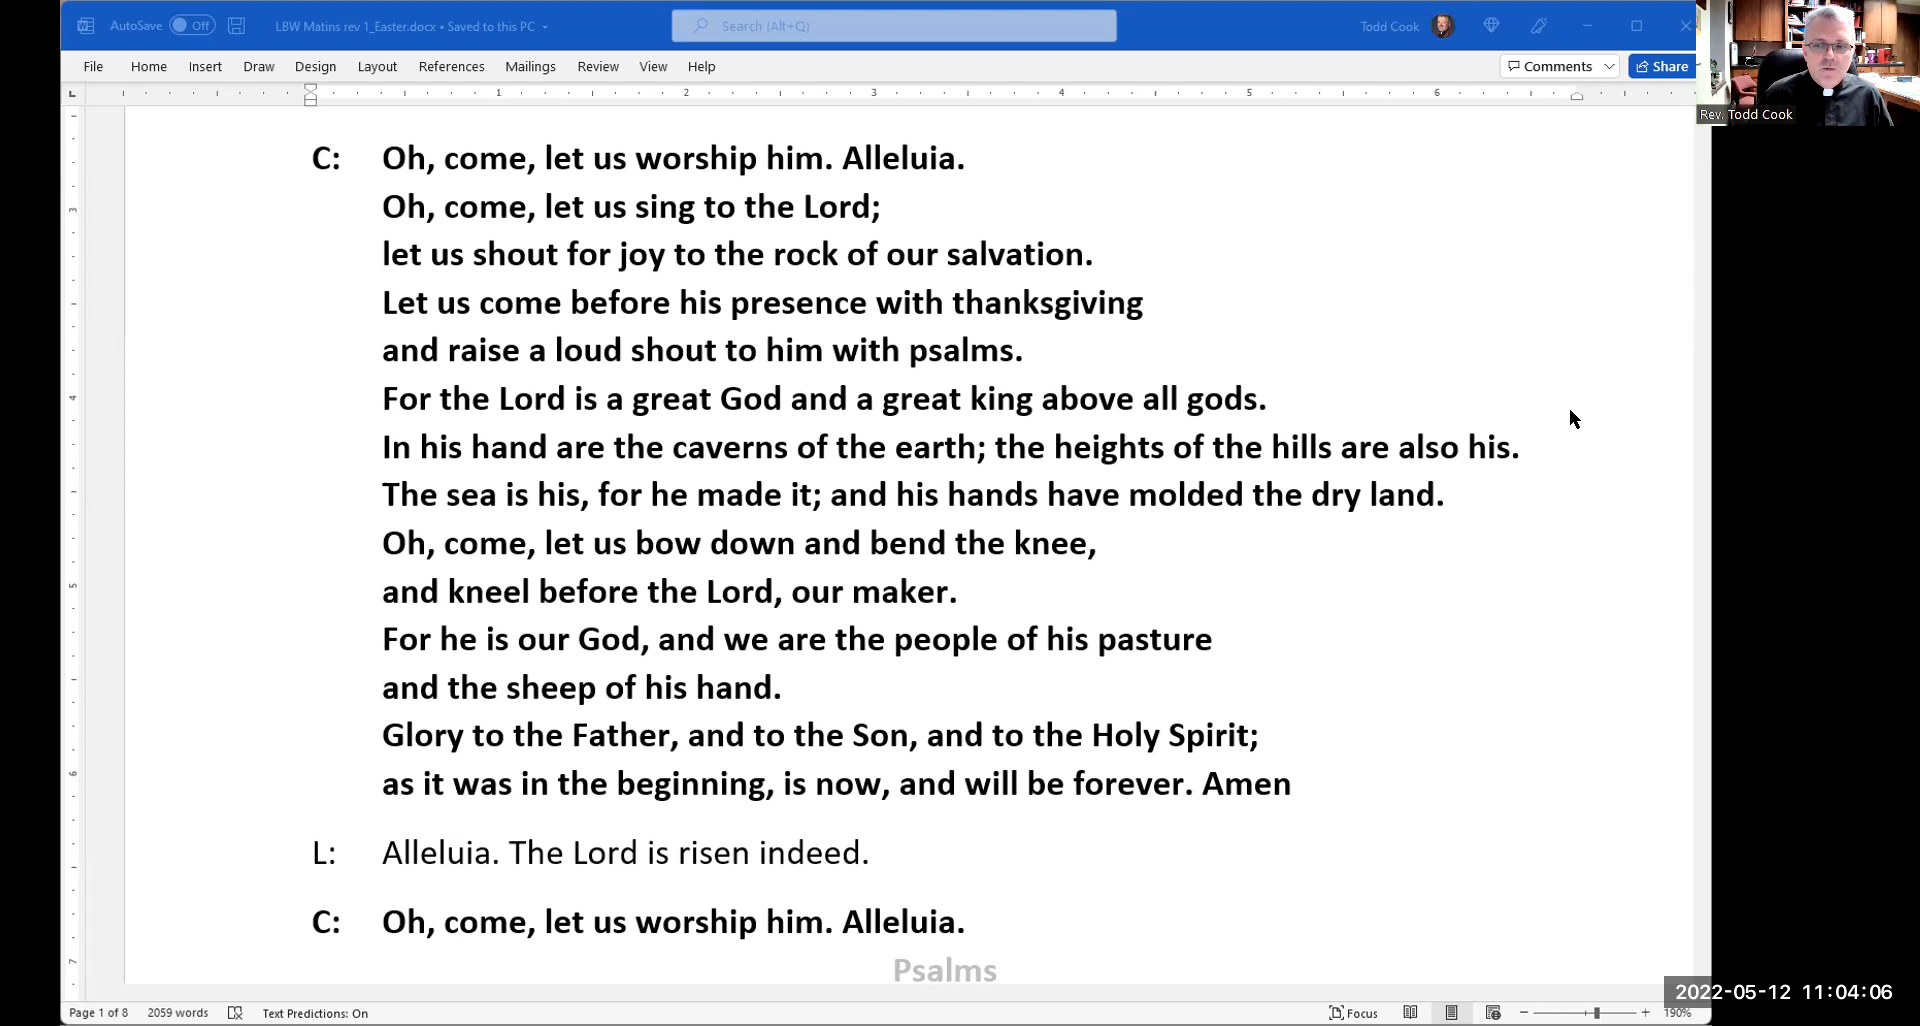 AutoSave Off LBW Matins rev 1_Easter.docx • Saved to this PC Search (Alt+Q) Todd Cook
File Home Insert Draw Design Layout References Mailings Review View Help Comments Share
Rev. Todd Cook
1 2 3 4 5 6
C: Oh, come, let us worship him. Alleluia.
Oh, come, let us sing to the Lord;
let us shout for joy to the rock of our salvation.
Let us come before his presence with thanksgiving
and raise a loud shout to him with psalms.
For the Lord is a great God and a great king above all gods.
In his hand are the caverns of the earth; the heights of the hills are also his.
The sea is his, for he made it; and his hands have molded the dry land.
Oh, come, let us bow down and bend the knee,
and kneel before the Lord, our maker.
For he is our God, and we are the people of his pasture
and the sheep of his hand.
Glory to the Father, and to the Son, and to the Holy Spirit;
as it was in the beginning, is now, and will be forever. Amen
L: Alleluia. The Lord is risen indeed.
C: Oh, come, let us worship him. Alleluia.
Psalms
3
4
5
6
7
2022-05-12 11:04:06
Page 1 of 8 2059 words Text Predictions: On Focus 190%